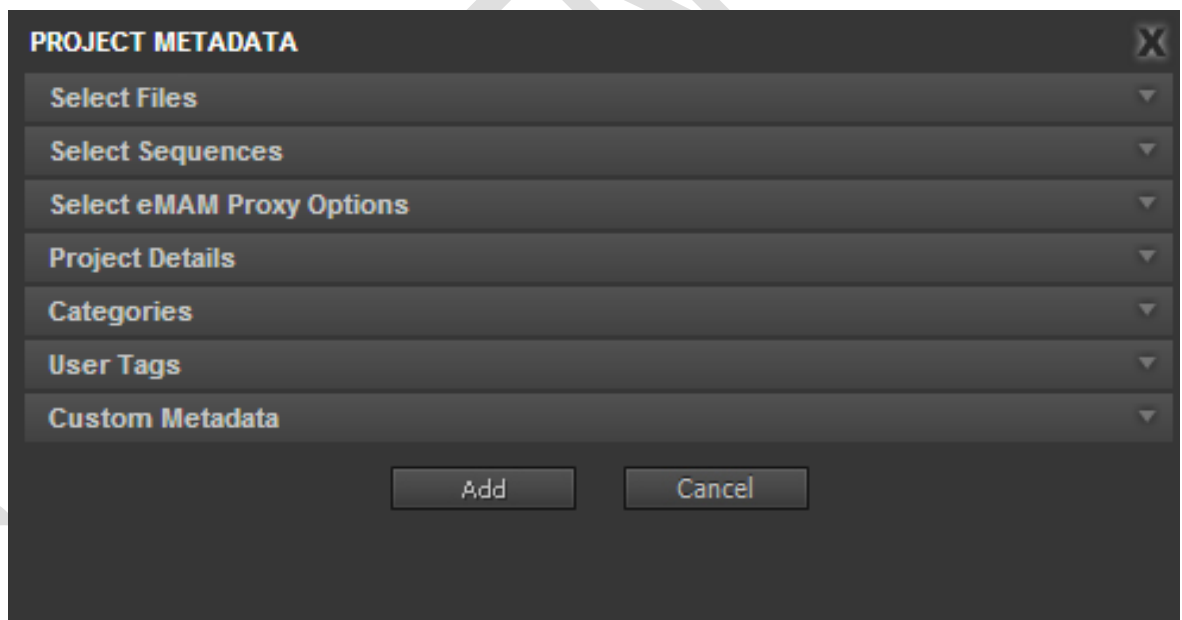 PROJECT METADATA X
Select Files
Select Sequences
Select eMAM Proxy Options
Project Details
Categories
User Tags
Custom Metadata
Add Cancel